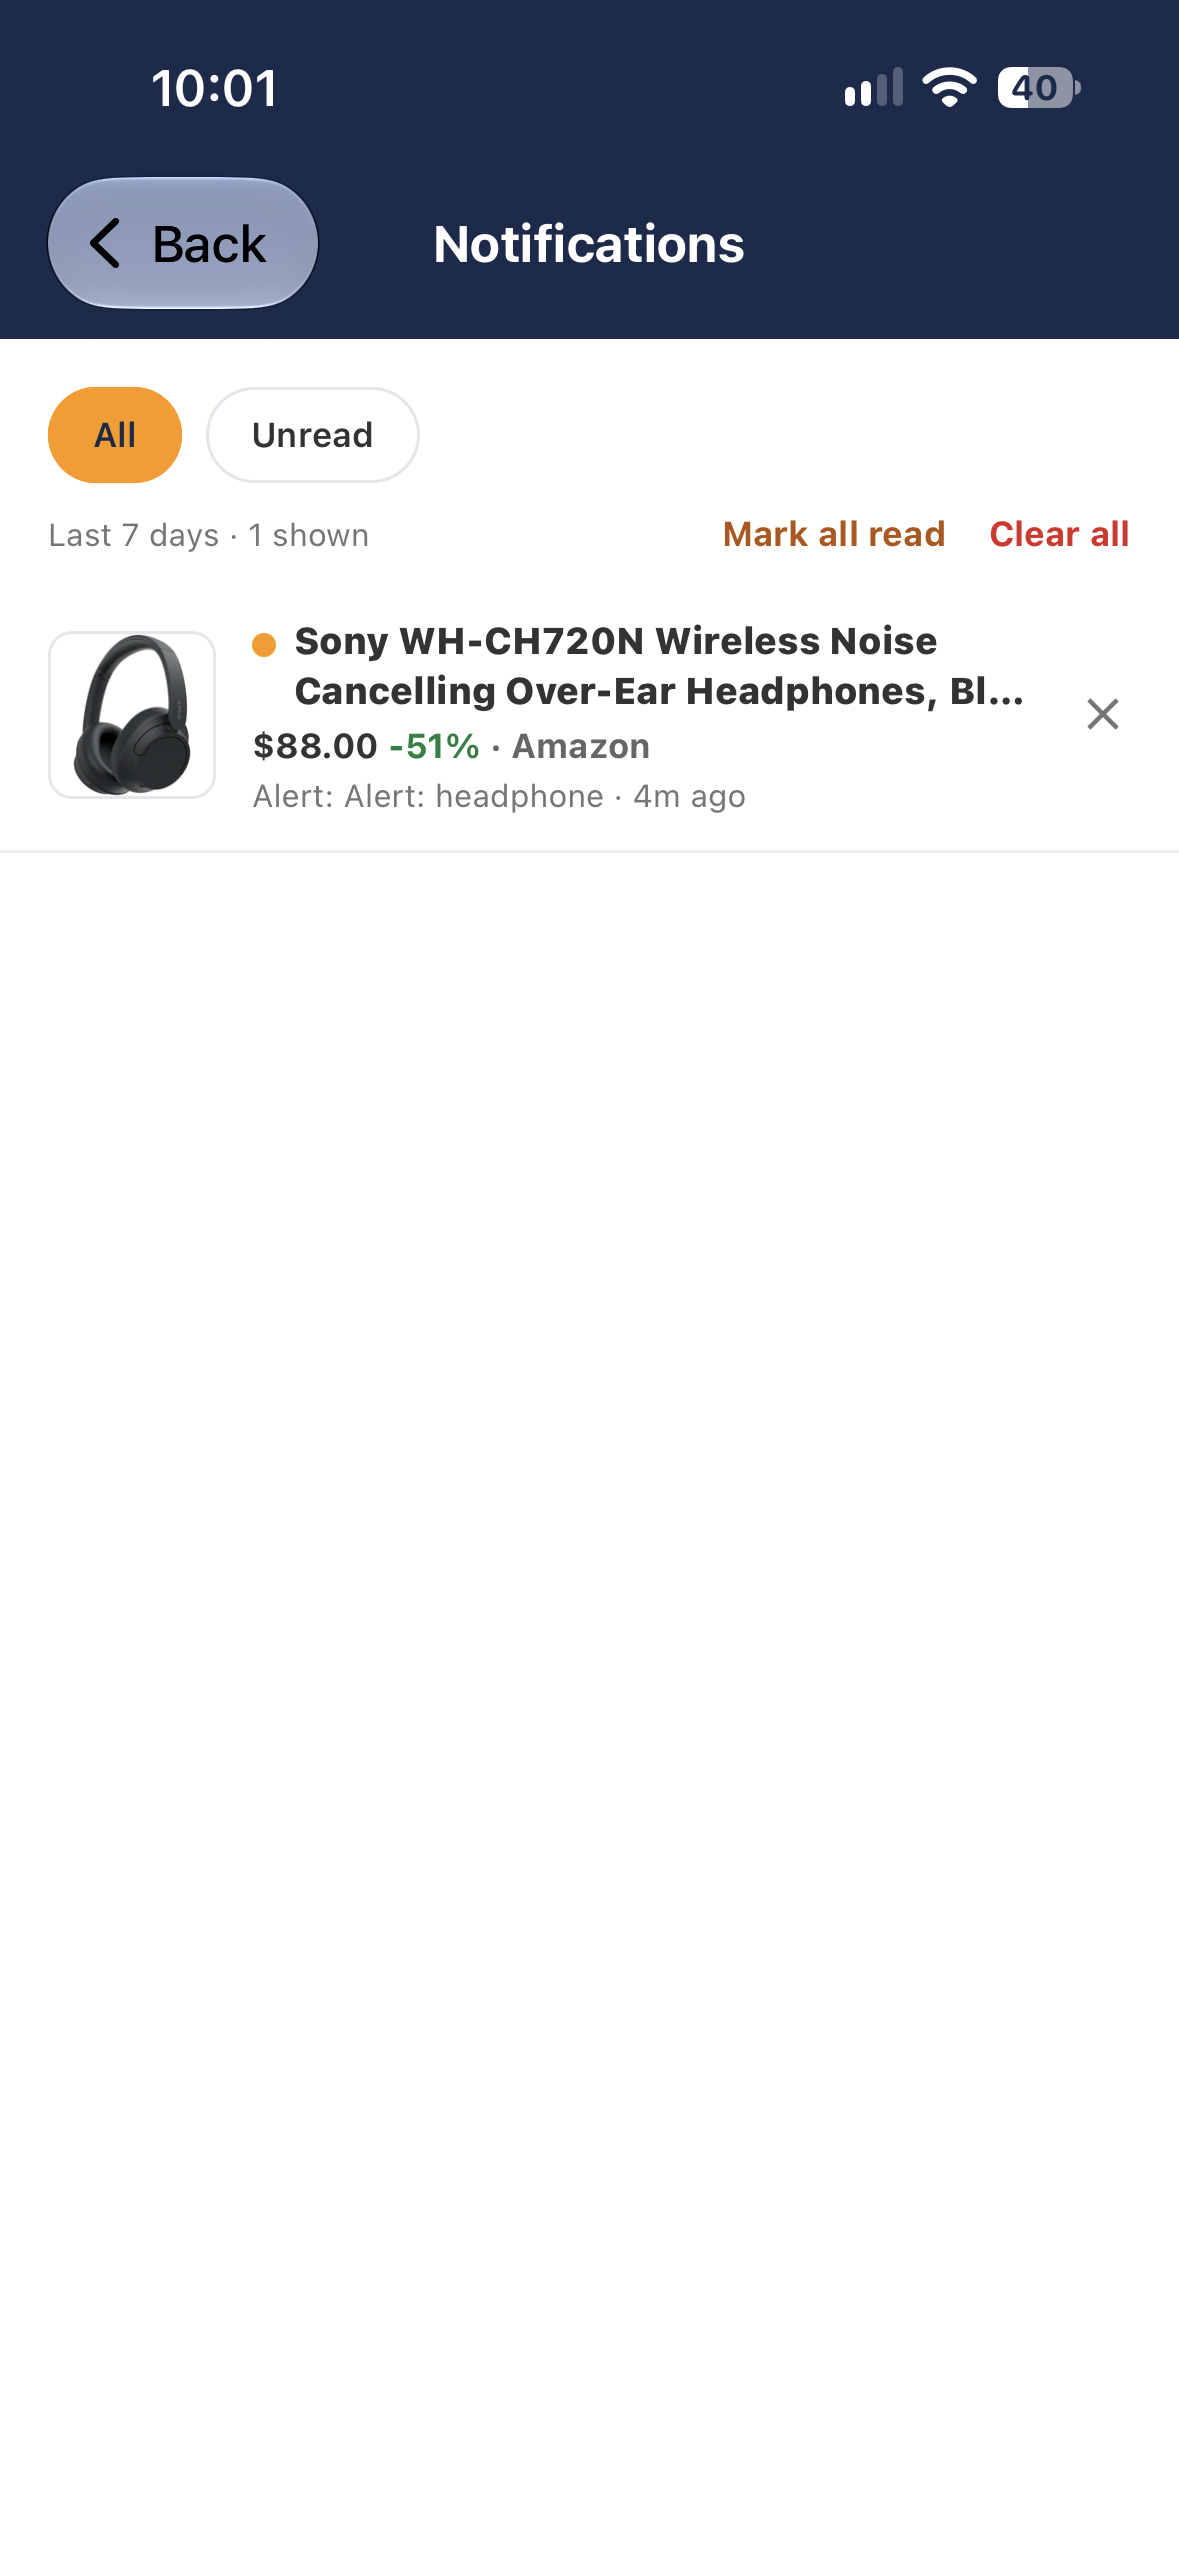 10:01
40
Back
Notifications
All
Unread
Last 7 days · 1 shown
Mark all read
Clear all
Sony WH-CH720N Wireless Noise
Cancelling Over-Ear Headphones, Bl...
$88.00 -51% · Amazon
Alert: Alert: headphone · 4m ago